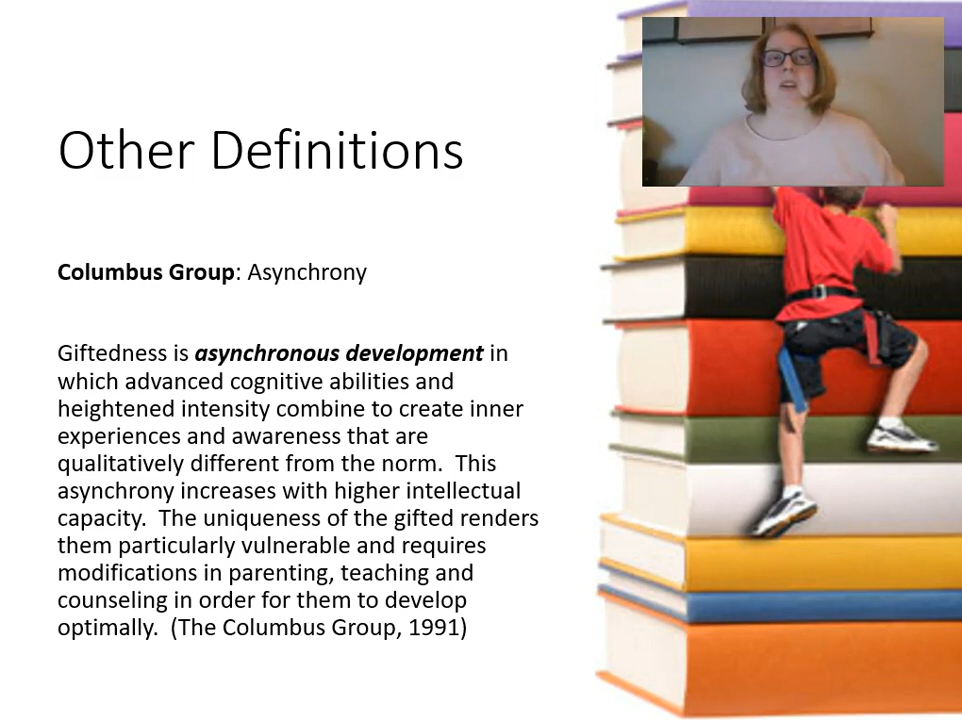 Other Definitions
Columbus Group: Asynchrony
Giftedness is asynchronous development in
which advanced cognitive abilities and
heightened intensity combine to create inner
experiences and awareness that are
qualitatively different from the norm.  This
asynchrony increases with higher intellectual
capacity.  The uniqueness of the gifted renders
them particularly vulnerable and requires
modifications in parenting, teaching and
counseling in order for them to develop
optimally.  (The Columbus Group, 1991)